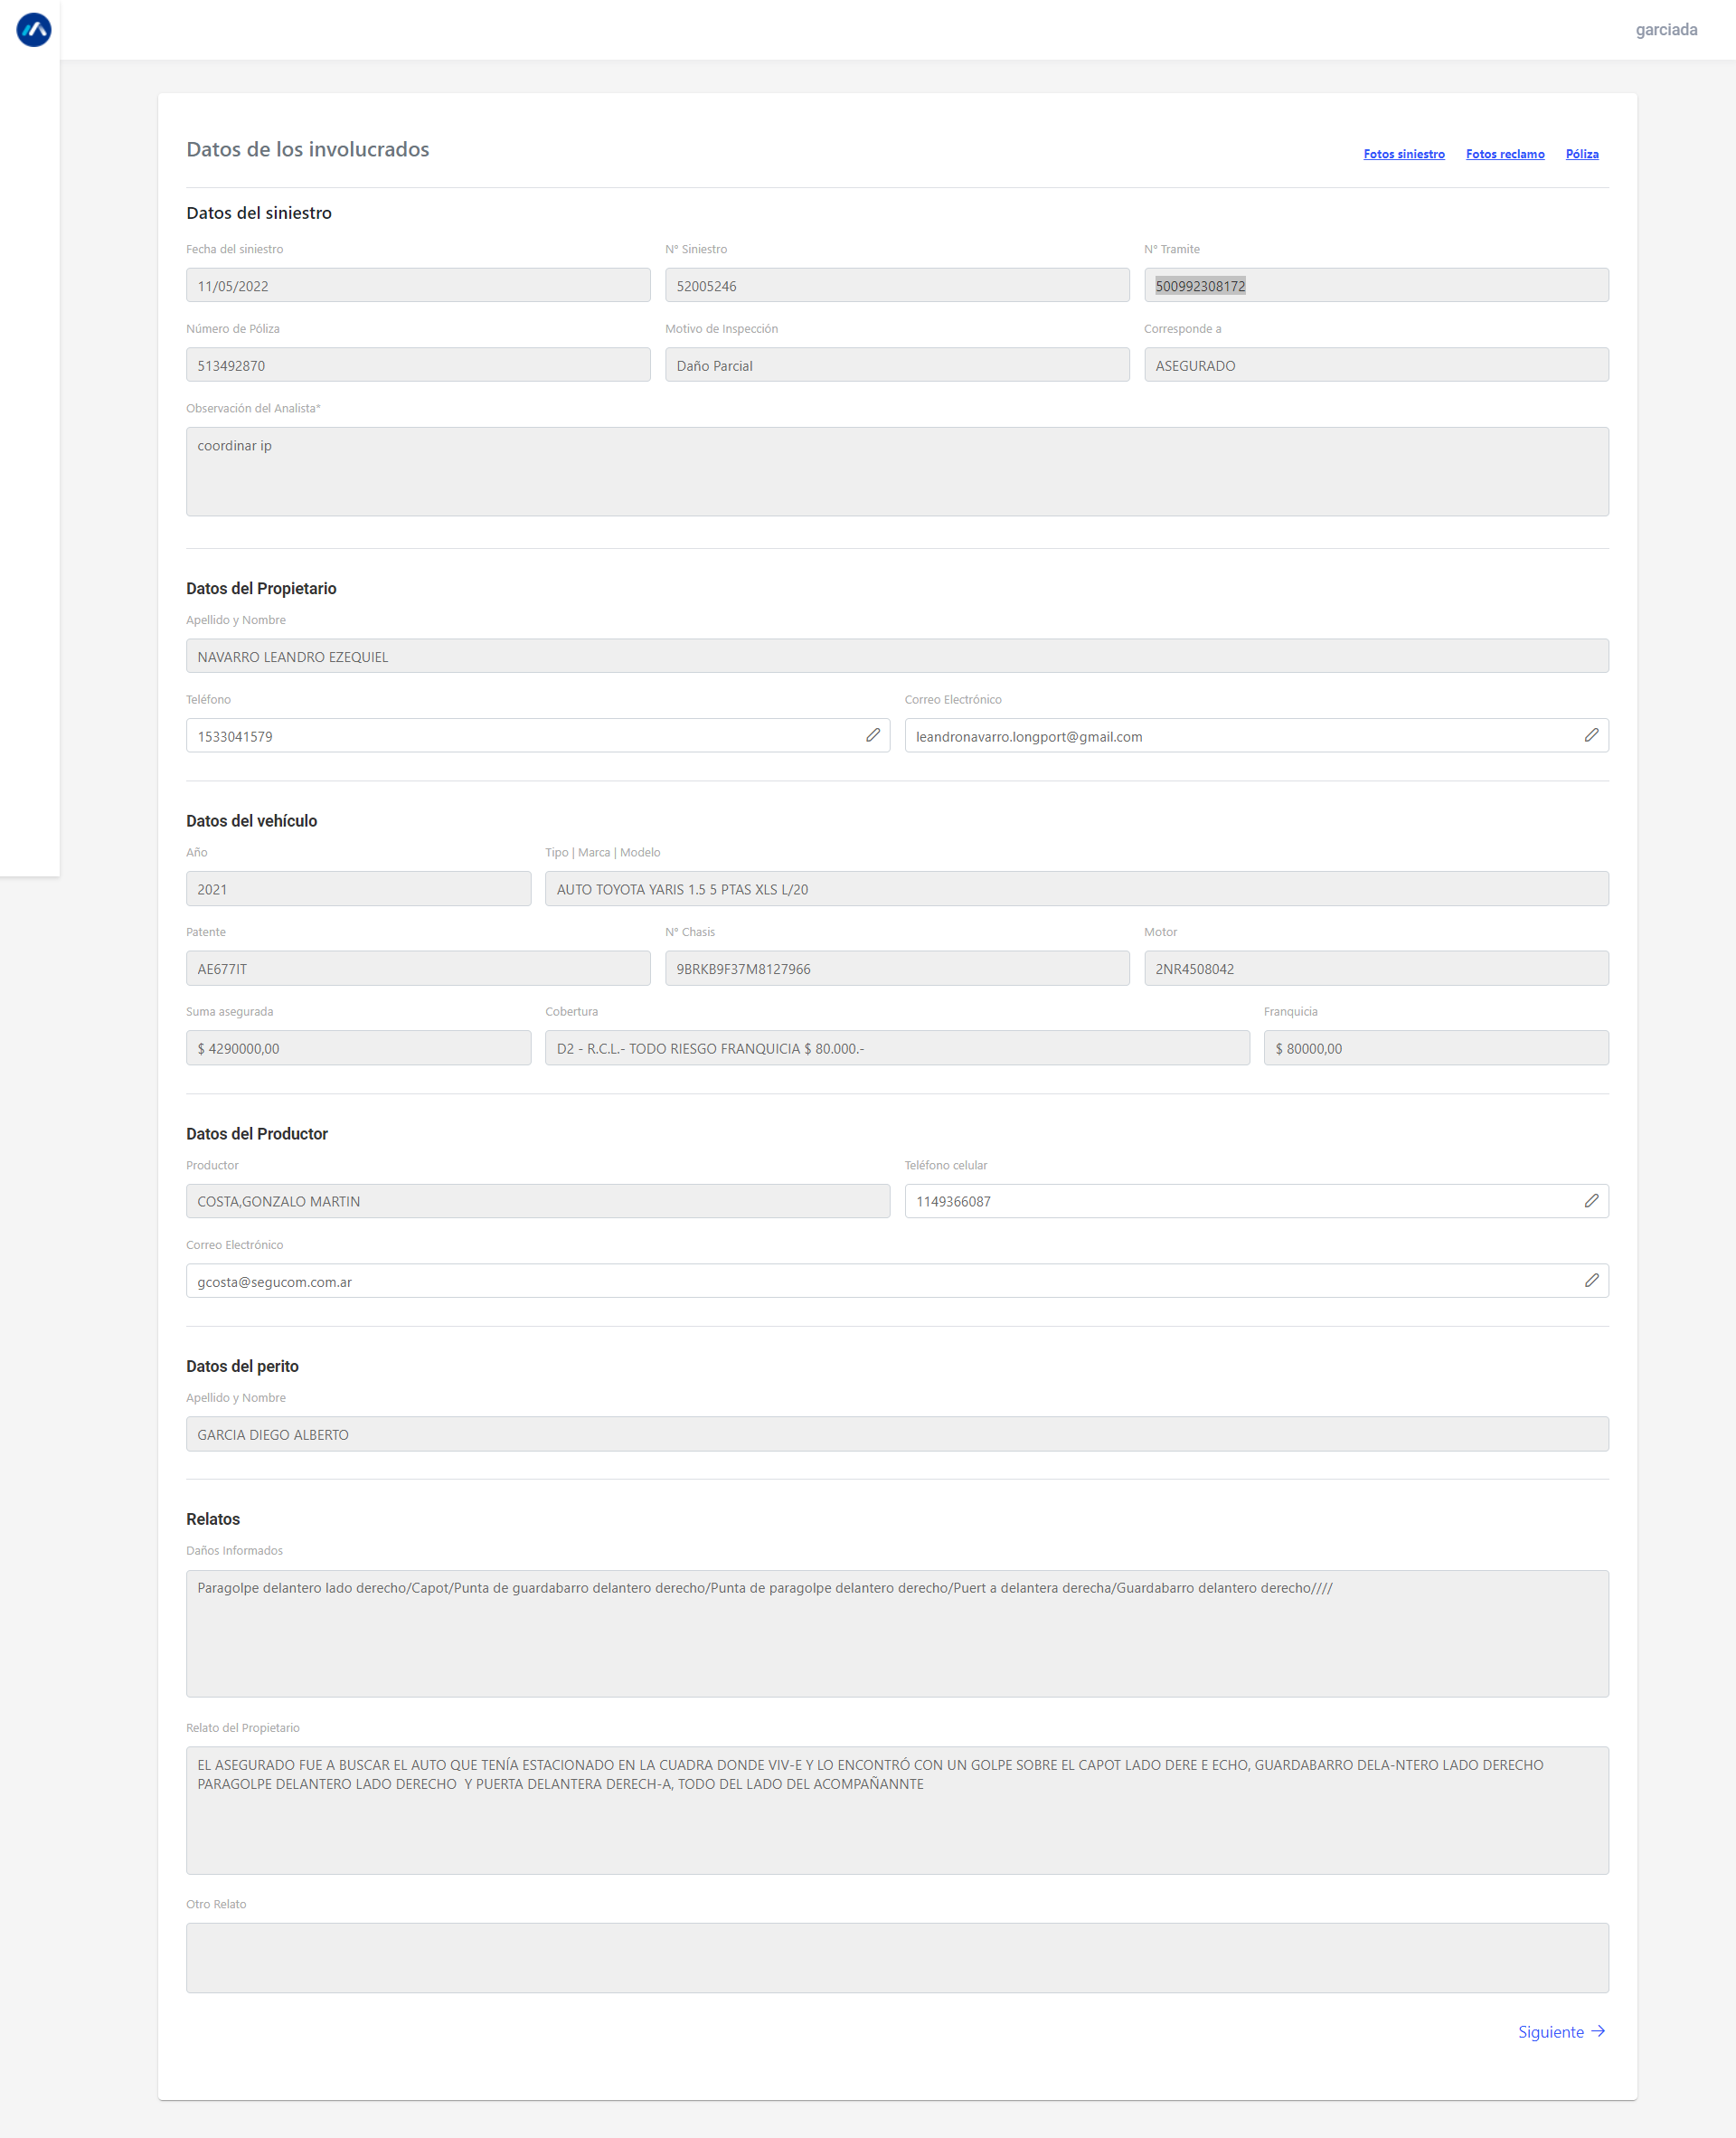 garciada
Datos de los involucrados
Fotos siniestro Fotos reclamo Póliza
Datos del siniestro
Fecha del siniestro N° Siniestro N° Tramite
11/05/2022 52005246 500992308172
Número de Póliza Motivo de Inspección Corresponde a
513492870 Daño Parcial ASEGURADO
Observación del Analista*
coordinar ip
Datos del Propietario
Apellido y Nombre
NAVARRO LEANDRO EZEQUIEL
Teléfono Correo Electrónico
1533041579 leandronavarro.longport@gmail.com
Datos del vehículo
Año Tipo | Marca | Modelo
2021 AUTO TOYOTA YARIS 1.5 5 PTAS XLS L/20
Patente N° Chasis Motor
AE677IT 9BRKB9F37M8127966 2NR4508042
Suma asegurada Cobertura Franquicia
$ 4290000,00 D2 - R.C.L.- TODO RIESGO FRANQUICIA $ 80.000.- $ 80000,00
Datos del Productor
Productor Teléfono celular
COSTA,GONZALO MARTIN 1149366087
Correo Electrónico
gcosta@segucom.com.ar
Datos del perito
Apellido y Nombre
GARCIA DIEGO ALBERTO
Relatos
Daños Informados
Paragolpe delantero lado derecho/Capot/Punta de guardabarro delantero derecho/Punta de paragolpe delantero derecho/Puert a delantera derecha/Guardabarro delantero derecho////
Relato del Propietario
EL ASEGURADO FUE A BUSCAR EL AUTO QUE TENÍA ESTACIONADO EN LA CUADRA DONDE VIV-E Y LO ENCONTRÓ CON UN GOLPE SOBRE EL CAPOT LADO DERE E ECHO, GUARDABARRO DELA-NTERO LADO DERECHO
PARAGOLPE DELANTERO LADO DERECHO  Y PUERTA DELANTERA DERECH-A, TODO DEL LADO DEL ACOMPAÑANNTE
Otro Relato
Siguiente →